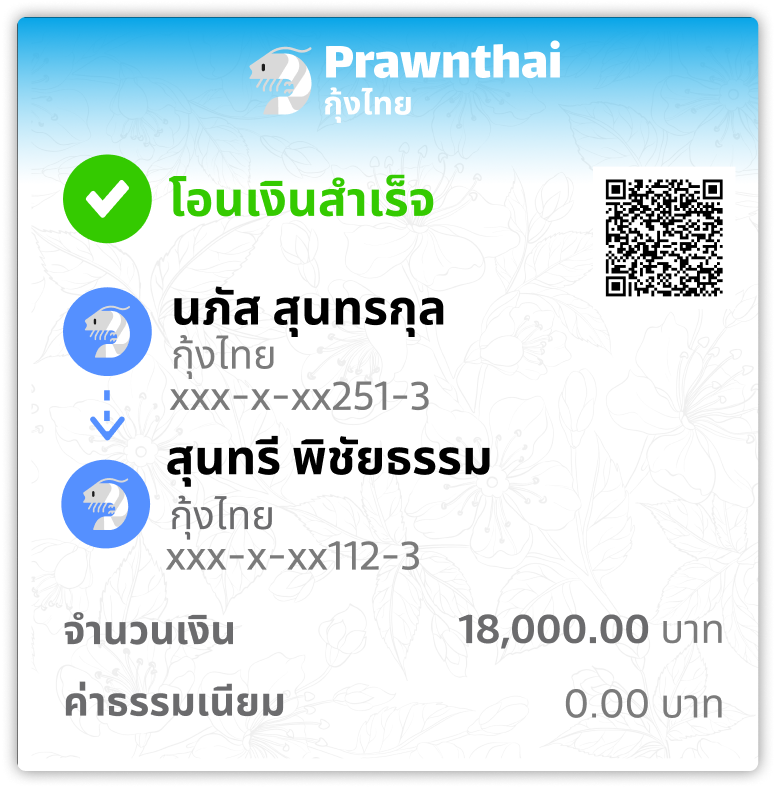 Prawnthai
กุ้งไทย
โอนเงินสำเร็จ
นภัส สุนทรกุล
กุ้งไทย
xxx-x-xx251-3
สุนทรี พิชัยธรรม
กุ้งไทย
xxx-x-xx112-3
จำนวนเงิน 18,000.00 บาท
ค่าธรรมเนียม 0.00 บาท